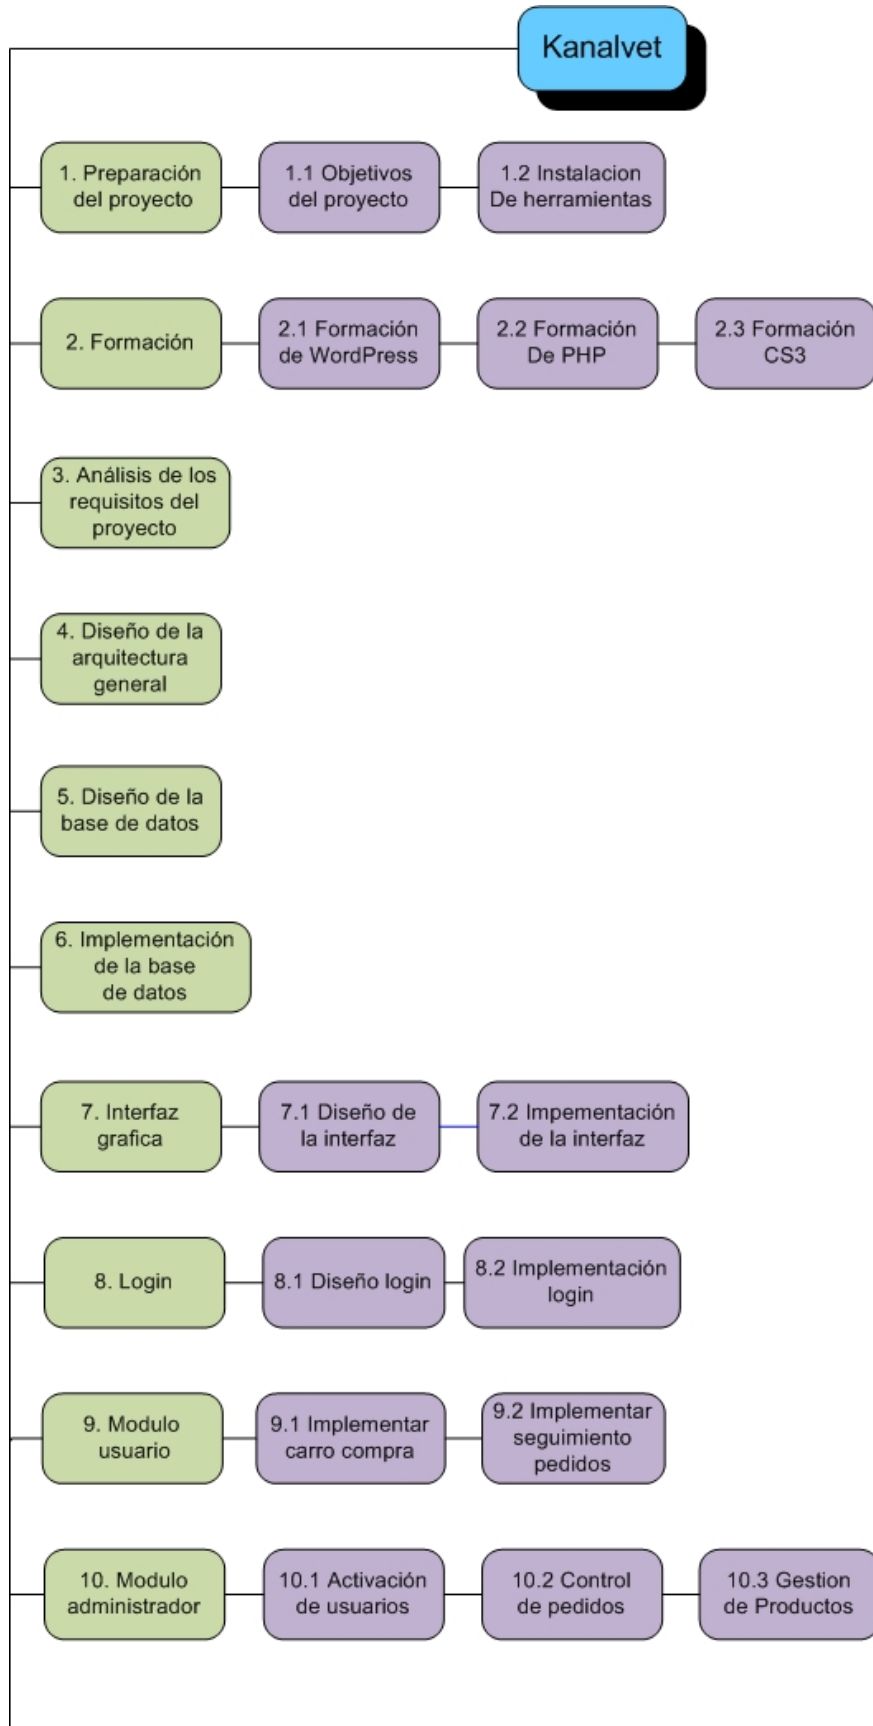 Kanalvet
1. Preparación
del proyecto
1.1 Objetivos
del proyecto
1.2 Instalacion
De herramientas
2. Formación
2.1 Formación
de WordPress
2.2 Formación
De PHP
2.3 Formación
CS3
3. Análisis de los
requisitos del
proyecto
4. Diseño de la
arquitectura
general
5. Diseño de la
base de datos
6. Implementación
de la base
de datos
7. Interfaz
grafica
7.1 Diseño de
la interfaz
7.2 Impementación
de la interfaz
8. Login
8.1 Diseño login
8.2 Implementación
login
9. Modulo
usuario
9.1 Implementar
carro compra
9.2 Implementar
seguimiento
pedidos
10. Modulo
administrador
10.1 Activación
de usuarios
10.2 Control
de pedidos
10.3 Gestion
de Productos